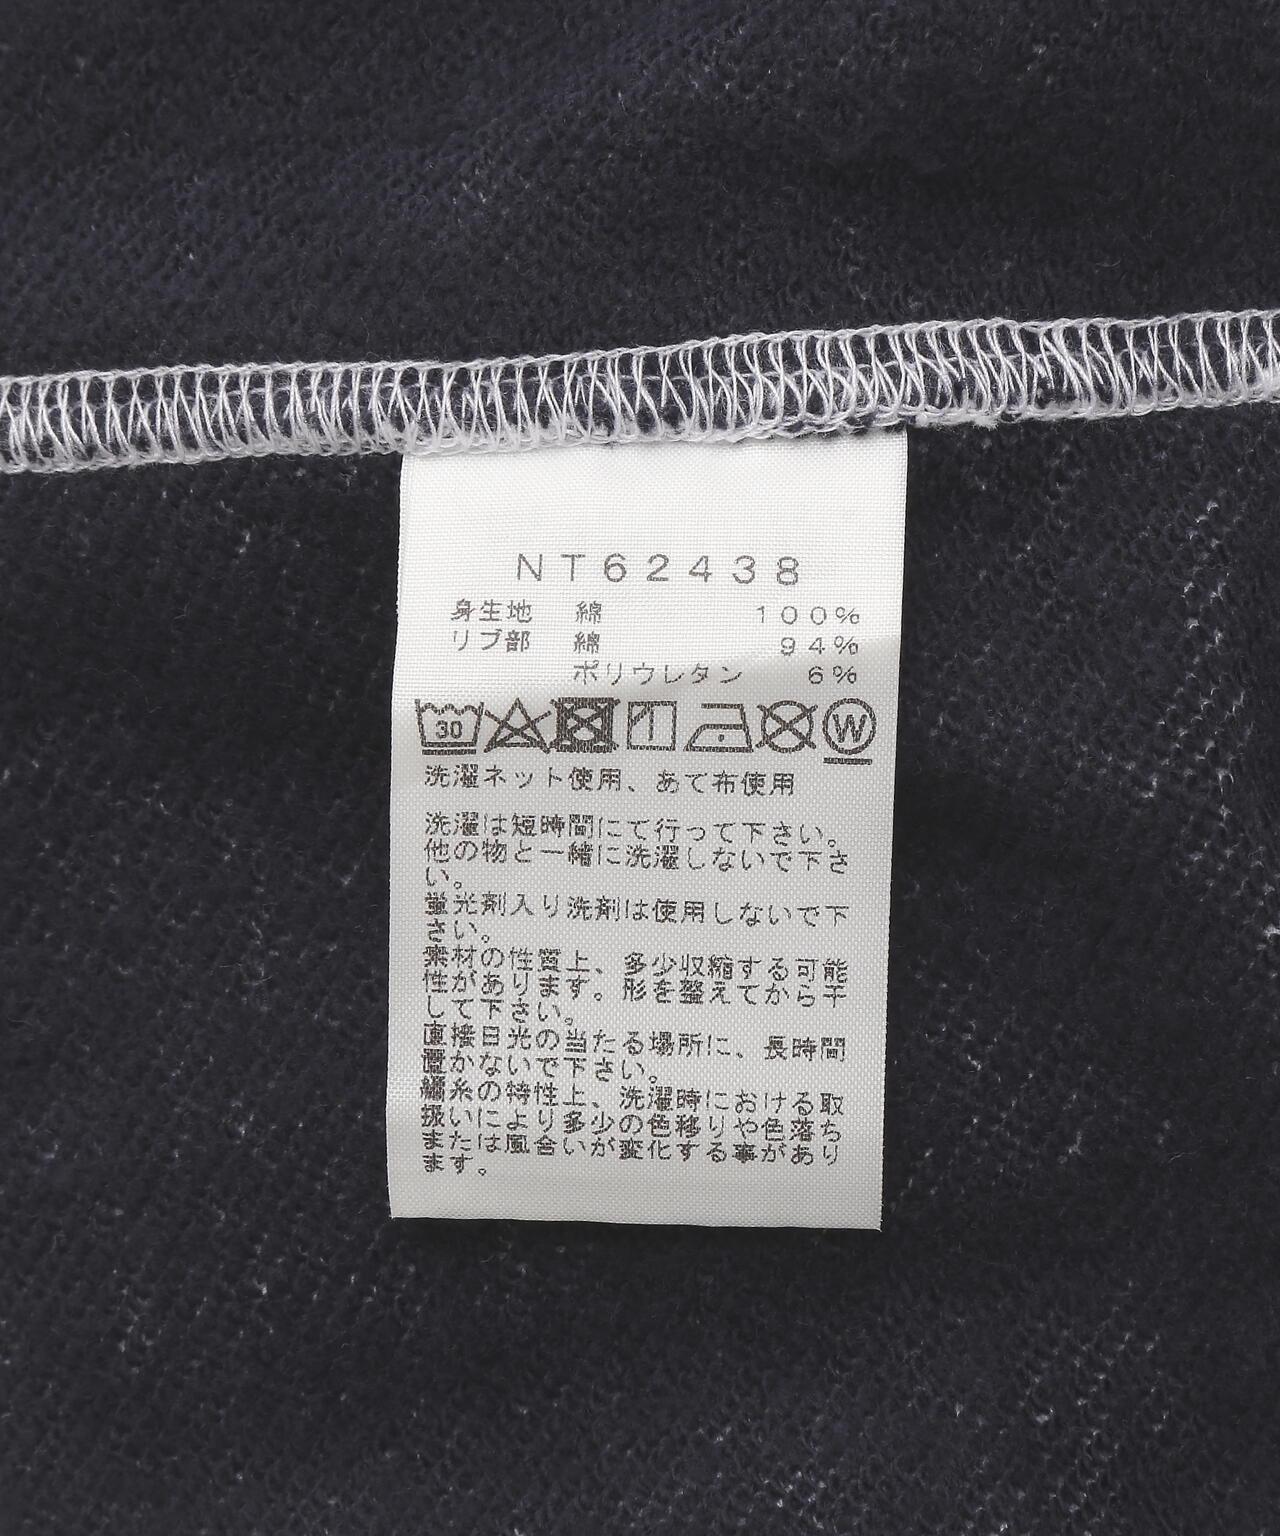 NT62438
身生地 綿 100%
リブ部 綿 94%
ポリウレタン 6%
30 W
洗濯ネット使用、あて布使用
洗濯は短時間にて行って下さい。
他の物と一緒に洗濯しないで下さ
い。
蛍光剤入り洗剤は使用しないで下
さい。
素材の性質上、多少収縮する可能
性があります。形を整えてから干
して下さい。
直接日光の当たる場所に、長時間
置かないで下さい。
繊糸の特性上、洗濯時における取
扱いにより多少の色移りや色落ち
または風合いが変化する事があり
ます。